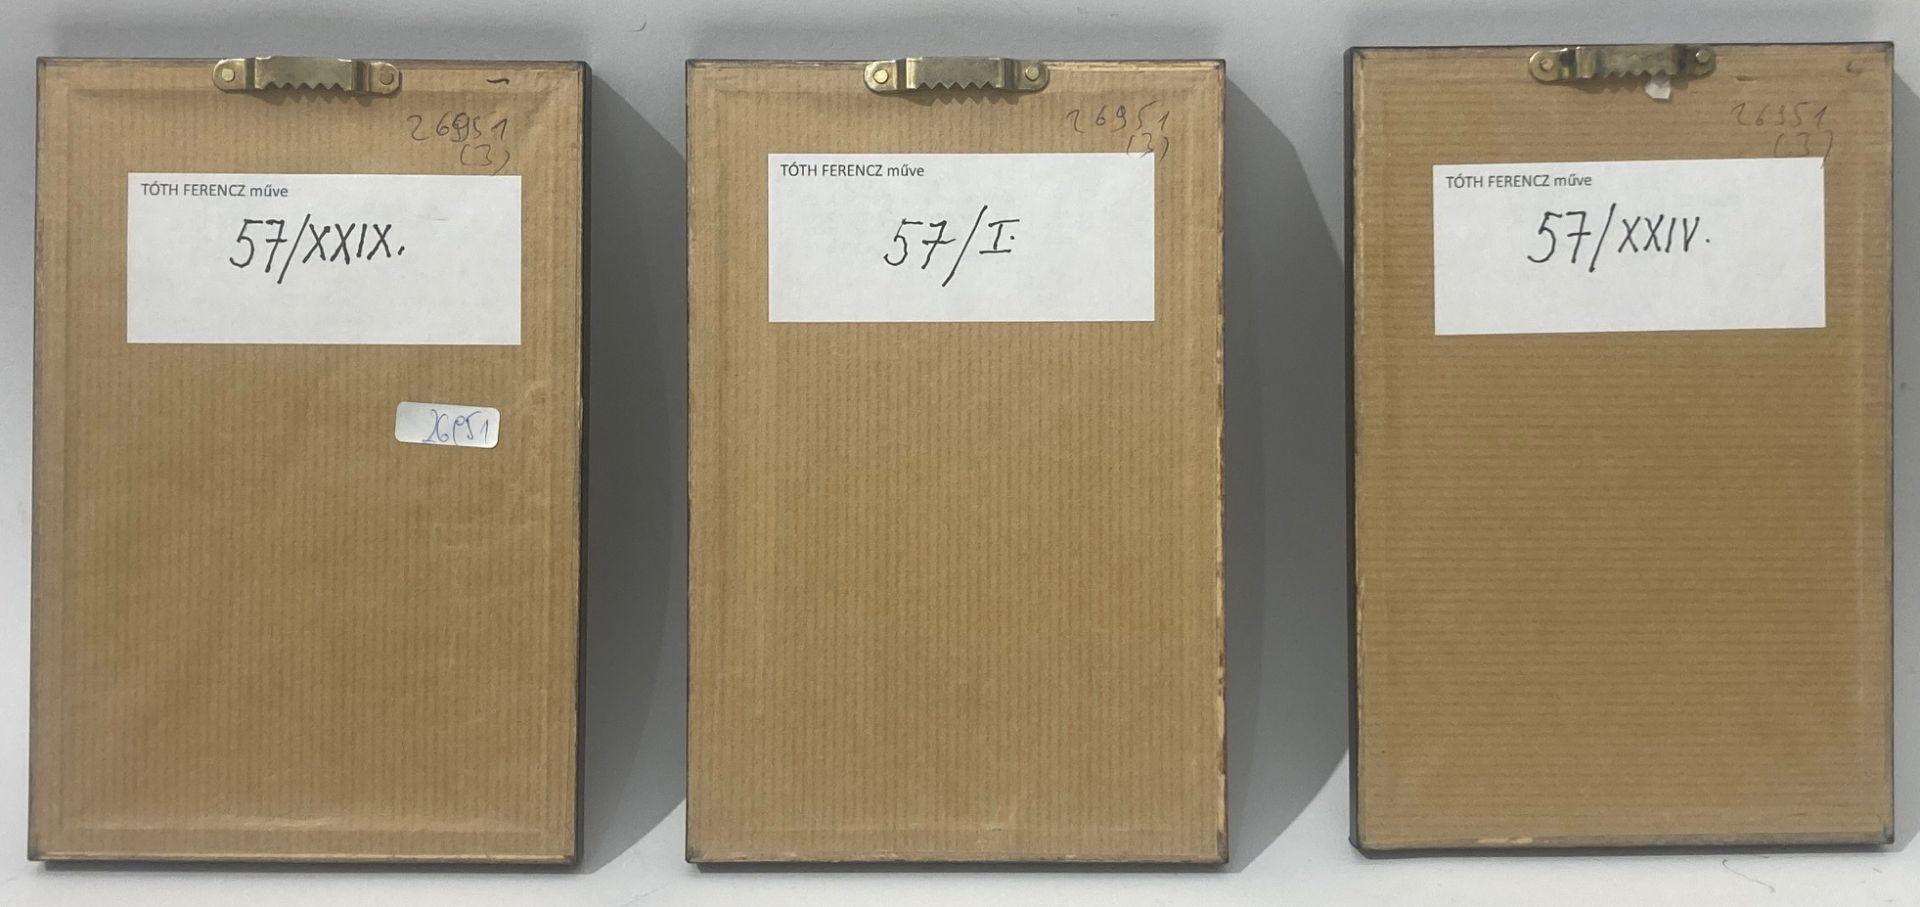 26951
(3)
TÓTH FERENCZ műve
57/XXIX.
26951
26951
(3)
TÓTH FERENCZ műve
57/I.
26951
(3)
TÓTH FERENCZ műve
57/XXIV.